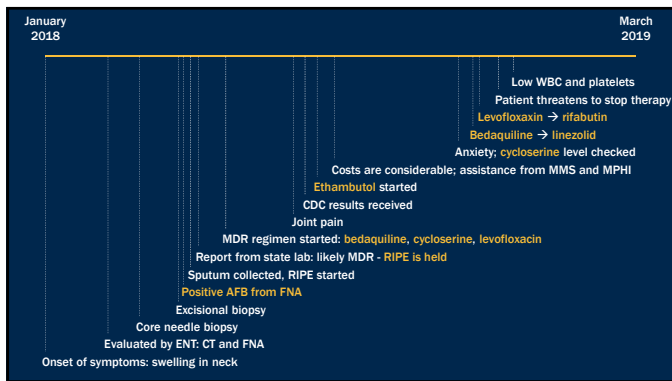 January
2018
March
2019
Low WBC and platelets
Patient threatens to stop therapy
Levofloxaxin → rifabutin
Bedaquiline → linezolid
Anxiety; cycloserine level checked
Costs are considerable; assistance from MMS and MPHI
Ethambutol started
CDC results received
Joint pain
MDR regimen started: bedaquiline, cycloserine, levofloxacin
Report from state lab: likely MDR - RIPE is held
Sputum collected, RIPE started
Positive AFB from FNA
Excisional biopsy
Core needle biopsy
Evaluated by ENT: CT and FNA
Onset of symptoms: swelling in neck